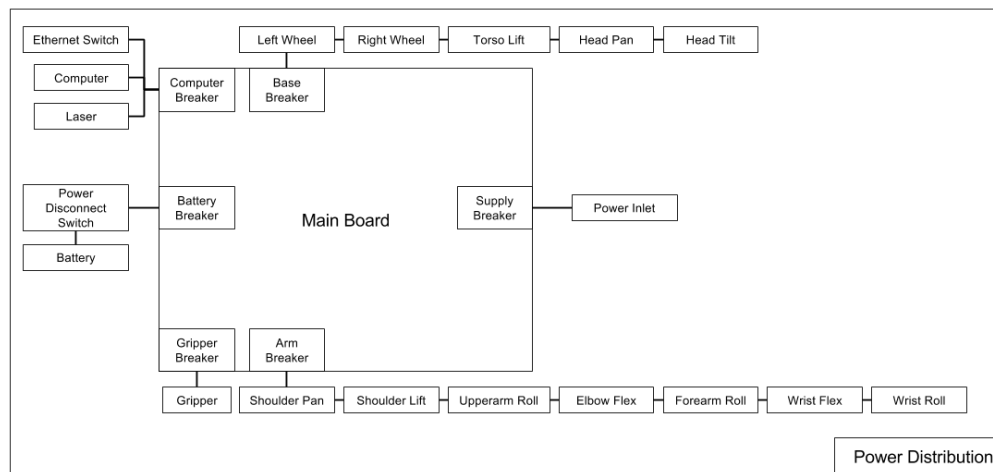 Ethernet Switch
Left Wheel
Right Wheel
Torso Lift
Head Pan
Head Tilt
Computer
Computer
Breaker
Base
Breaker
Laser
Power
Disconnect
Switch
Battery
Breaker
Main Board
Supply
Breaker
Power Inlet
Battery
Gripper
Breaker
Arm
Breaker
Gripper
Shoulder Pan
Shoulder Lift
Upperarm Roll
Elbow Flex
Forearm Roll
Wrist Flex
Wrist Roll
Power Distribution